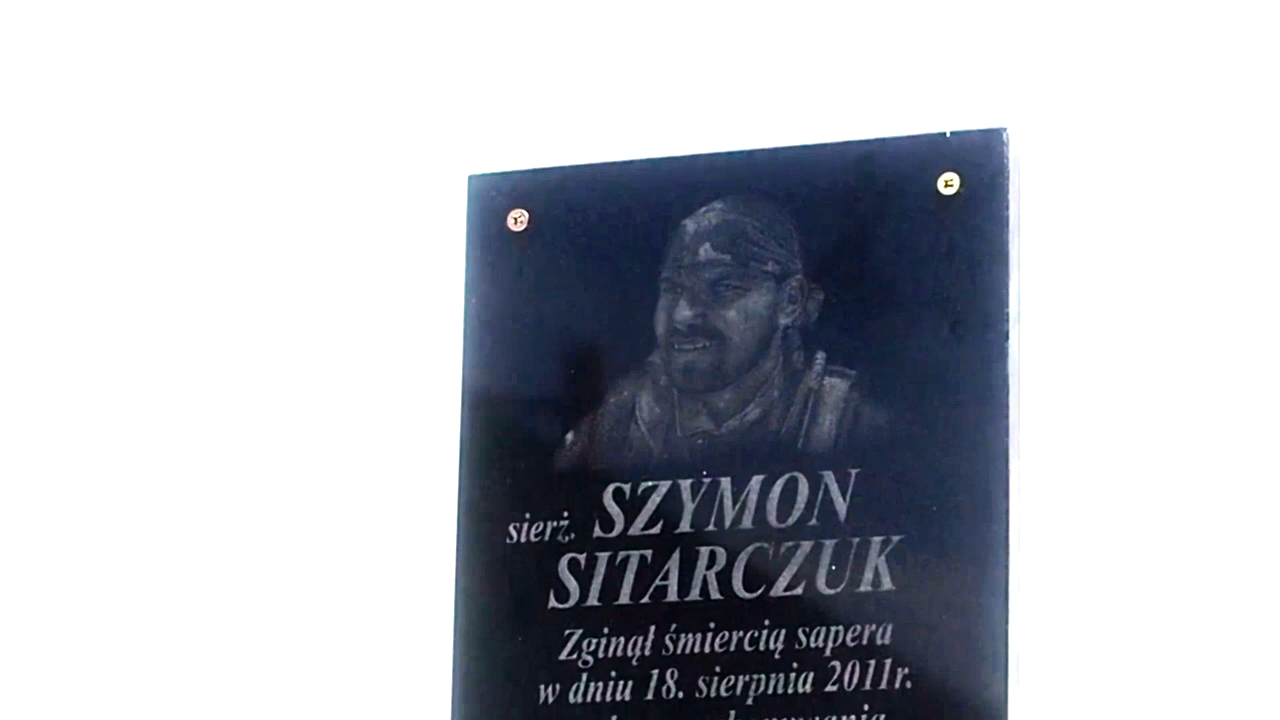 sierż. SZYMON
SITARCZUK
Zginął śmiercią sapera
w dniu 18. sierpnia 2011r.